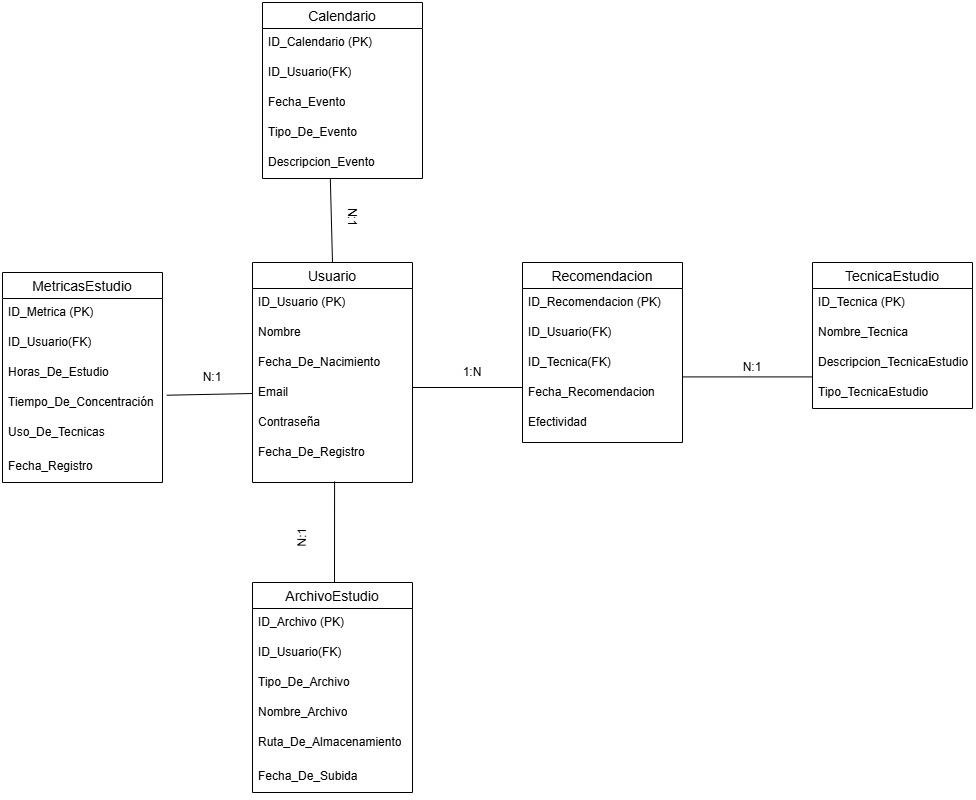 Calendario
ID_Calendario (PK)
ID_Usuario(FK)
Fecha_Evento
Tipo_De_Evento
Descripcion_Evento
N:1
MetricasEstudio
ID_Metrica (PK)
ID_Usuario(FK)
Horas_De_Estudio
Tiempo_De_Concentración
Uso_De_Tecnicas
Fecha_Registro
N:1
Usuario
ID_Usuario (PK)
Nombre
Fecha_De_Nacimiento
Email
Contraseña
Fecha_De_Registro
1:N
Recomendacion
ID_Recomendacion (PK)
ID_Usuario(FK)
ID_Tecnica(FK)
Fecha_Recomendacion
Efectividad
N:1
TecnicaEstudio
ID_Tecnica (PK)
Nombre_Tecnica
Descripcion_TecnicaEstudio
Tipo_TecnicaEstudio
N:1
ArchivoEstudio
ID_Archivo (PK)
ID_Usuario(FK)
Tipo_De_Archivo
Nombre_Archivo
Ruta_De_Almacenamiento
Fecha_De_Subida